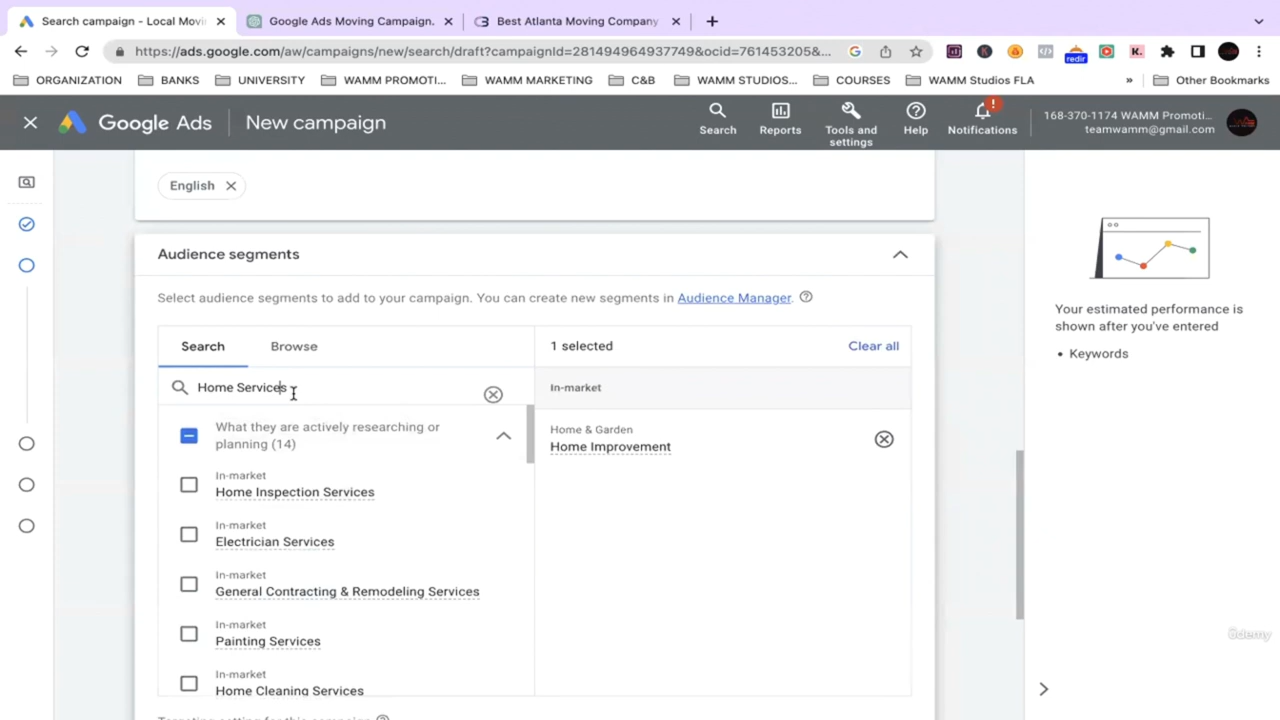 Search campaign - Local Movi
Google Ads Moving Campaign.
Best Atlanta Moving Company
https://ads.google.com/aw/campaigns/new/search/draft?campaignId=281494964937749&ocid=761453205&...
redir
K.
ORGANIZATION
BANKS
UNIVERSITY
WAMM PROMOTI...
WAMM MARKETING
C&B
WAMM STUDIOS...
COURSES
WAMM Studios FLA
»
Other Bookmarks
Google Ads
New campaign
Search
Reports
Tools and
settings
Help
Notifications
168-370-1174 WAMM Promoti...
teamwamm@gmail.com
English
Audience segments
Select audience segments to add to your campaign. You can create new segments in Audience Manager.
Search
Browse
1 selected
Clear all
Home Services
In-market
What they are actively researching or
planning (14)
Home & Garden
Home Improvement
In-market
Home Inspection Services
In-market
Electrician Services
In-market
General Contracting & Remodeling Services
In-market
Painting Services
In-market
Home Cleaning Services
Targeting setting for this campaign
Your estimated performance is
shown after you've entered
• Keywords
ûdemy